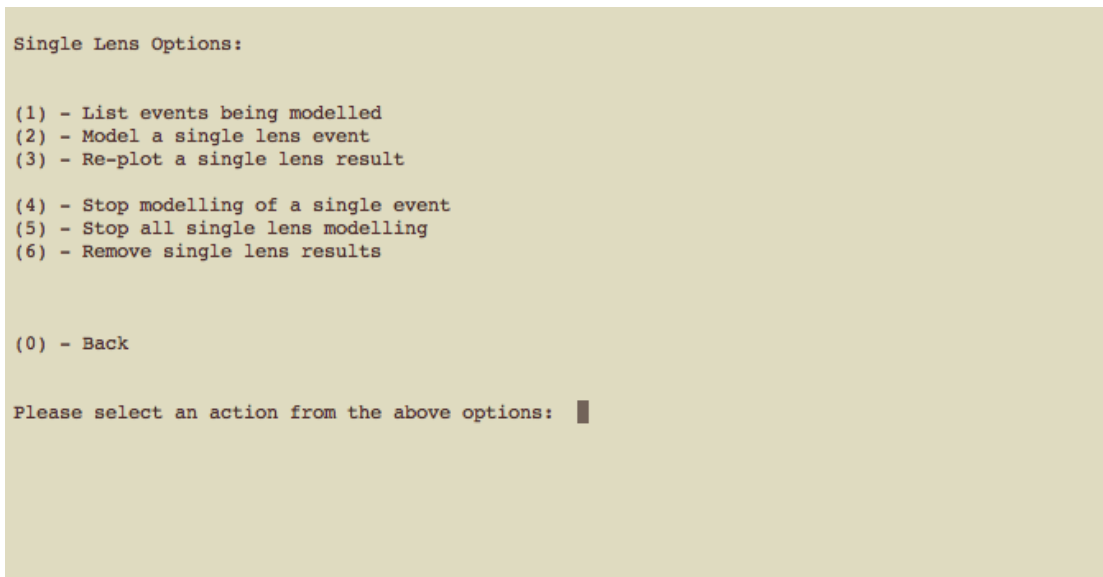 Single Lens Options:
(1) - List events being modelled
(2) - Model a single lens event
(3) - Re-plot a single lens result
(4) - Stop modelling of a single event
(5) - Stop all single lens modelling
(6) - Remove single lens results
(0) - Back
Please select an action from the above options: